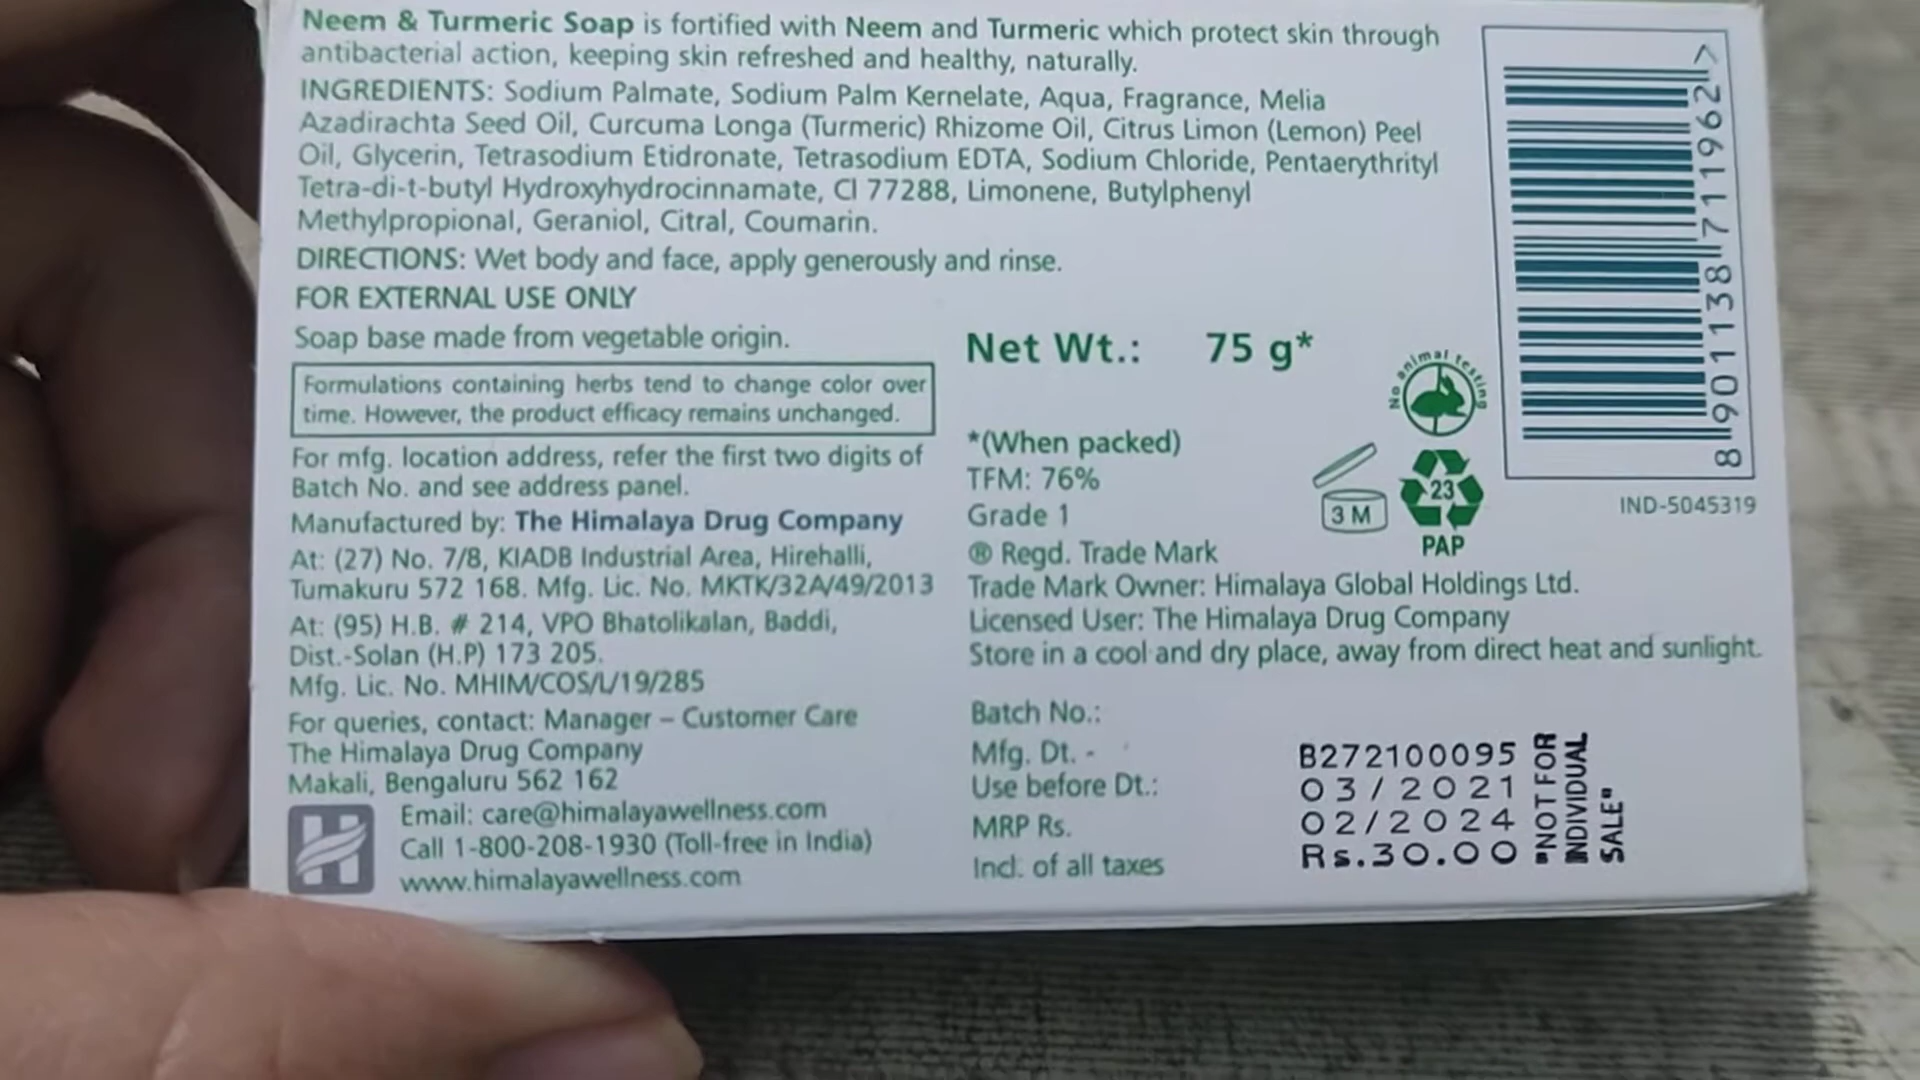 Neem & Turmeric Soap is fortified with Neem and Turmeric which protect skin through
antibacterial action, keeping skin refreshed and healthy, naturally.
INGREDIENTS: Sodium Palmate, Sodium Palm Kernelate, Aqua, Fragrance, Melia
Azadirachta Seed Oil, Curcuma Longa (Turmeric) Rhizome Oil, Citrus Limon (Lemon) Peel
Oil, Glycerin, Tetrasodium Etidronate, Tetrasodium EDTA, Sodium Chloride, Pentaerythrityl
Tetra-di-t-butyl Hydroxyhydrocinnamate, CI 77288, Limonene, Butylphenyl
Methylpropional, Geraniol, Citral, Coumarin.
DIRECTIONS: Wet body and face, apply generously and rinse.
FOR EXTERNAL USE ONLY
Soap base made from vegetable origin.
Formulations containing herbs tend to change color over
time. However, the product efficacy remains unchanged.
For mfg. location address, refer the first two digits of
Batch No. and see address panel.
Manufactured by: The Himalaya Drug Company
At: (27) No. 7/8, KIADB Industrial Area, Hirehalli,
Tumakuru 572 168. Mfg. Lic. No. MKTK/32A/49/2013
At: (95) H.B. # 214, VPO Bhatolikalan, Baddi,
Dist.-Solan (H.P) 173 205.
Mfg. Lic. No. MHIM/COS/L/19/285
For queries, contact: Manager – Customer Care
The Himalaya Drug Company
Makali, Bengaluru 562 162
Email: care@himalayawellness.com
Call 1-800-208-1930 (Toll-free in India)
www.himalayawellness.com
Net Wt.: 75 g*
*(When packed)
TFM: 76%
Grade 1
® Regd. Trade Mark
Trade Mark Owner: Himalaya Global Holdings Ltd.
Licensed User: The Himalaya Drug Company
Store in a cool and dry place, away from direct heat and sunlight.
Batch No.: B272100095
Mfg. Dt. - 03/2021
Use before Dt.: 02/2024
MRP Rs. Rs.30.00
Incl. of all taxes
"NOT FOR
INDIVIDUAL
SALE"
No animal testing
3 M
23
PAP
8 901138 711962 >
IND-5045319